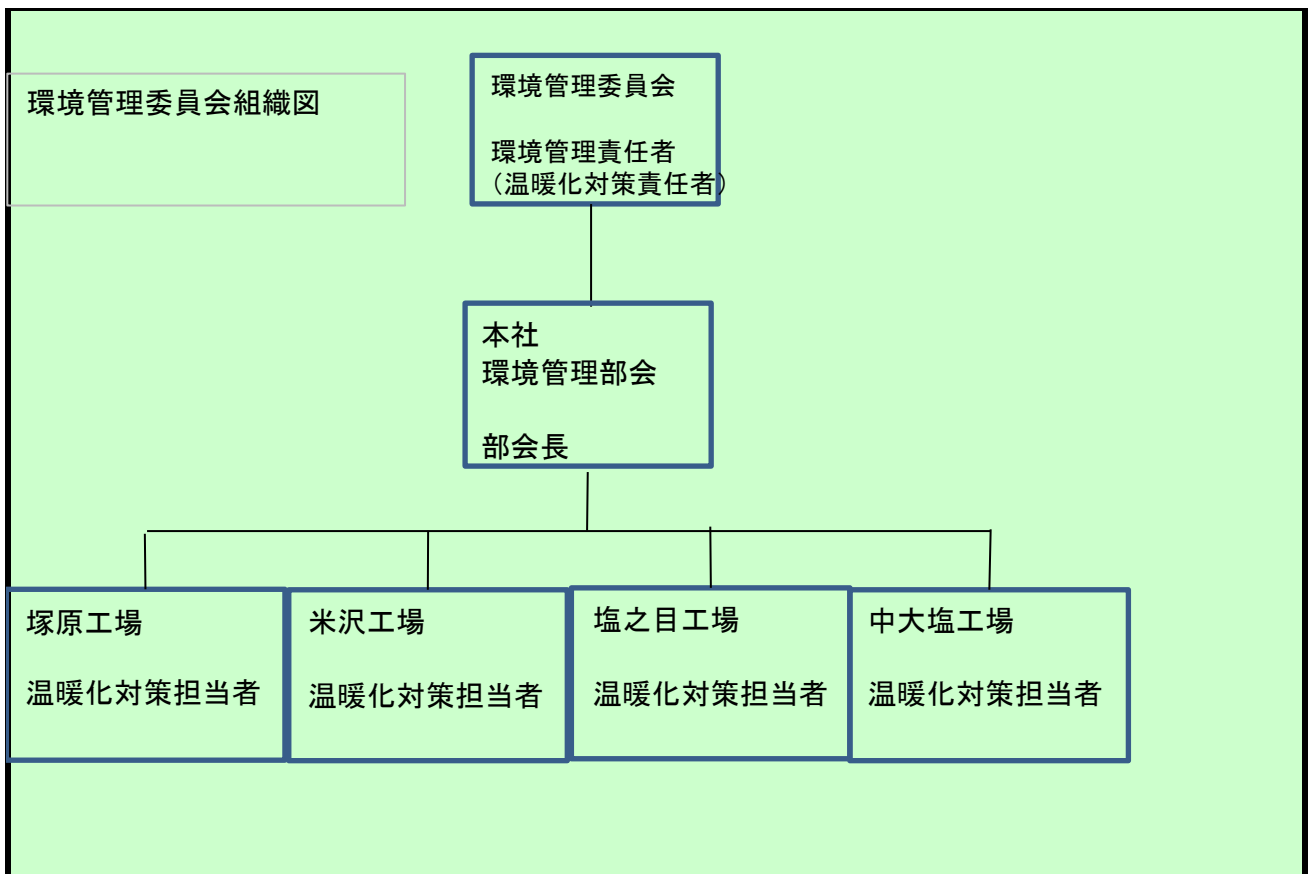 環境管理委員会組織図
環境管理委員会
環境管理責任者
（温暖化対策責任者）
本社
環境管理部会
部会長
塚原工場
温暖化対策担当者
米沢工場
温暖化対策担当者
塩之目工場
温暖化対策担当者
中大塩工場
温暖化対策担当者